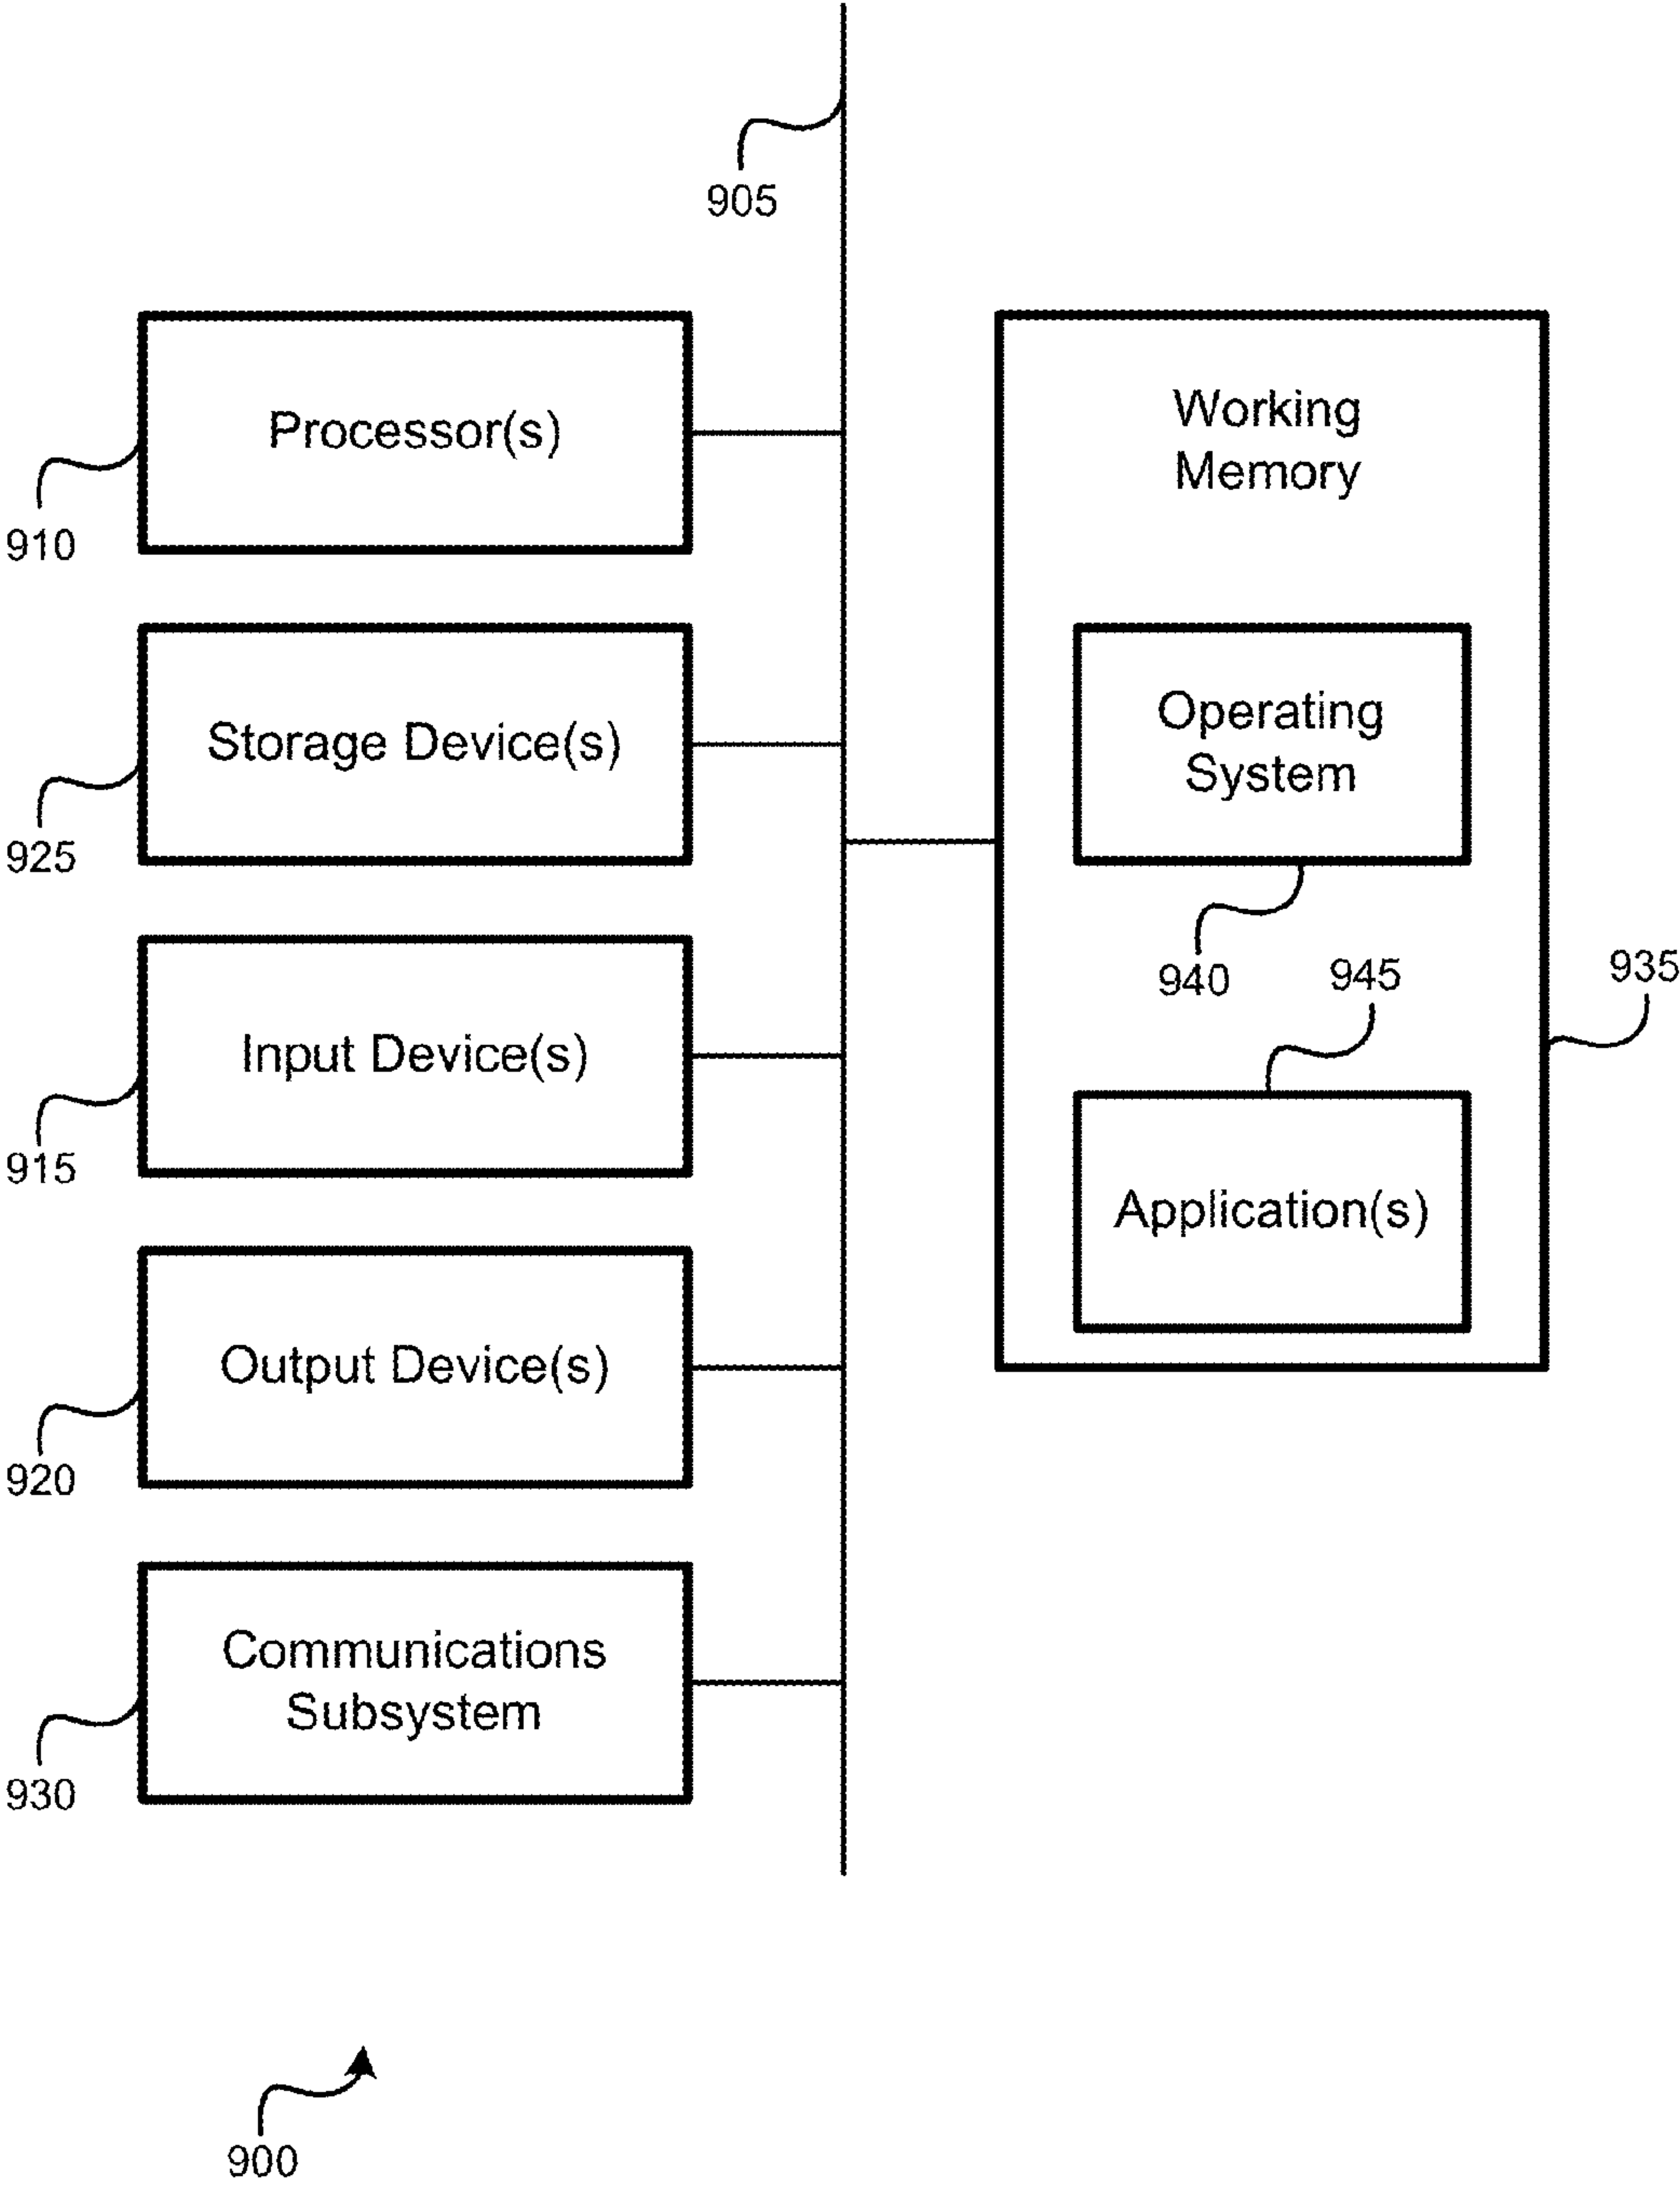 905
Processor(s)
910
Storage Device(s)
925
Input Device(s)
915
Output Device(s)
920
Communications
Subsystem
930
Working
Memory
Operating
System
940
945
935
Application(s)
900